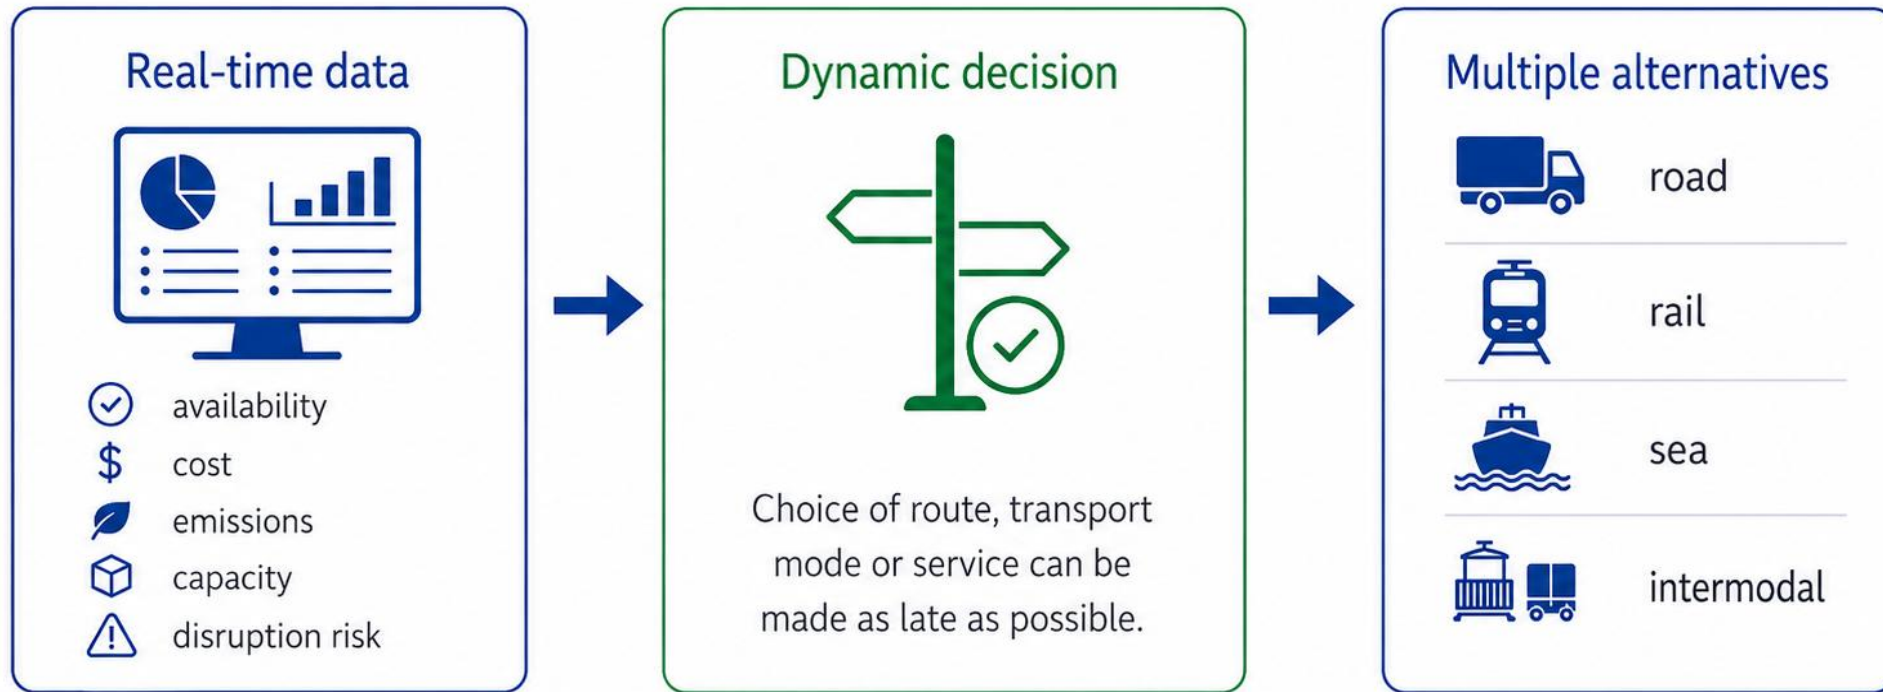 Real-time data
availability
$
cost
emissions
capacity
disruption risk
Dynamic decision
Choice of route, transport
mode or service can be
made as late as possible.
Multiple alternatives
road
rail
sea
intermodal